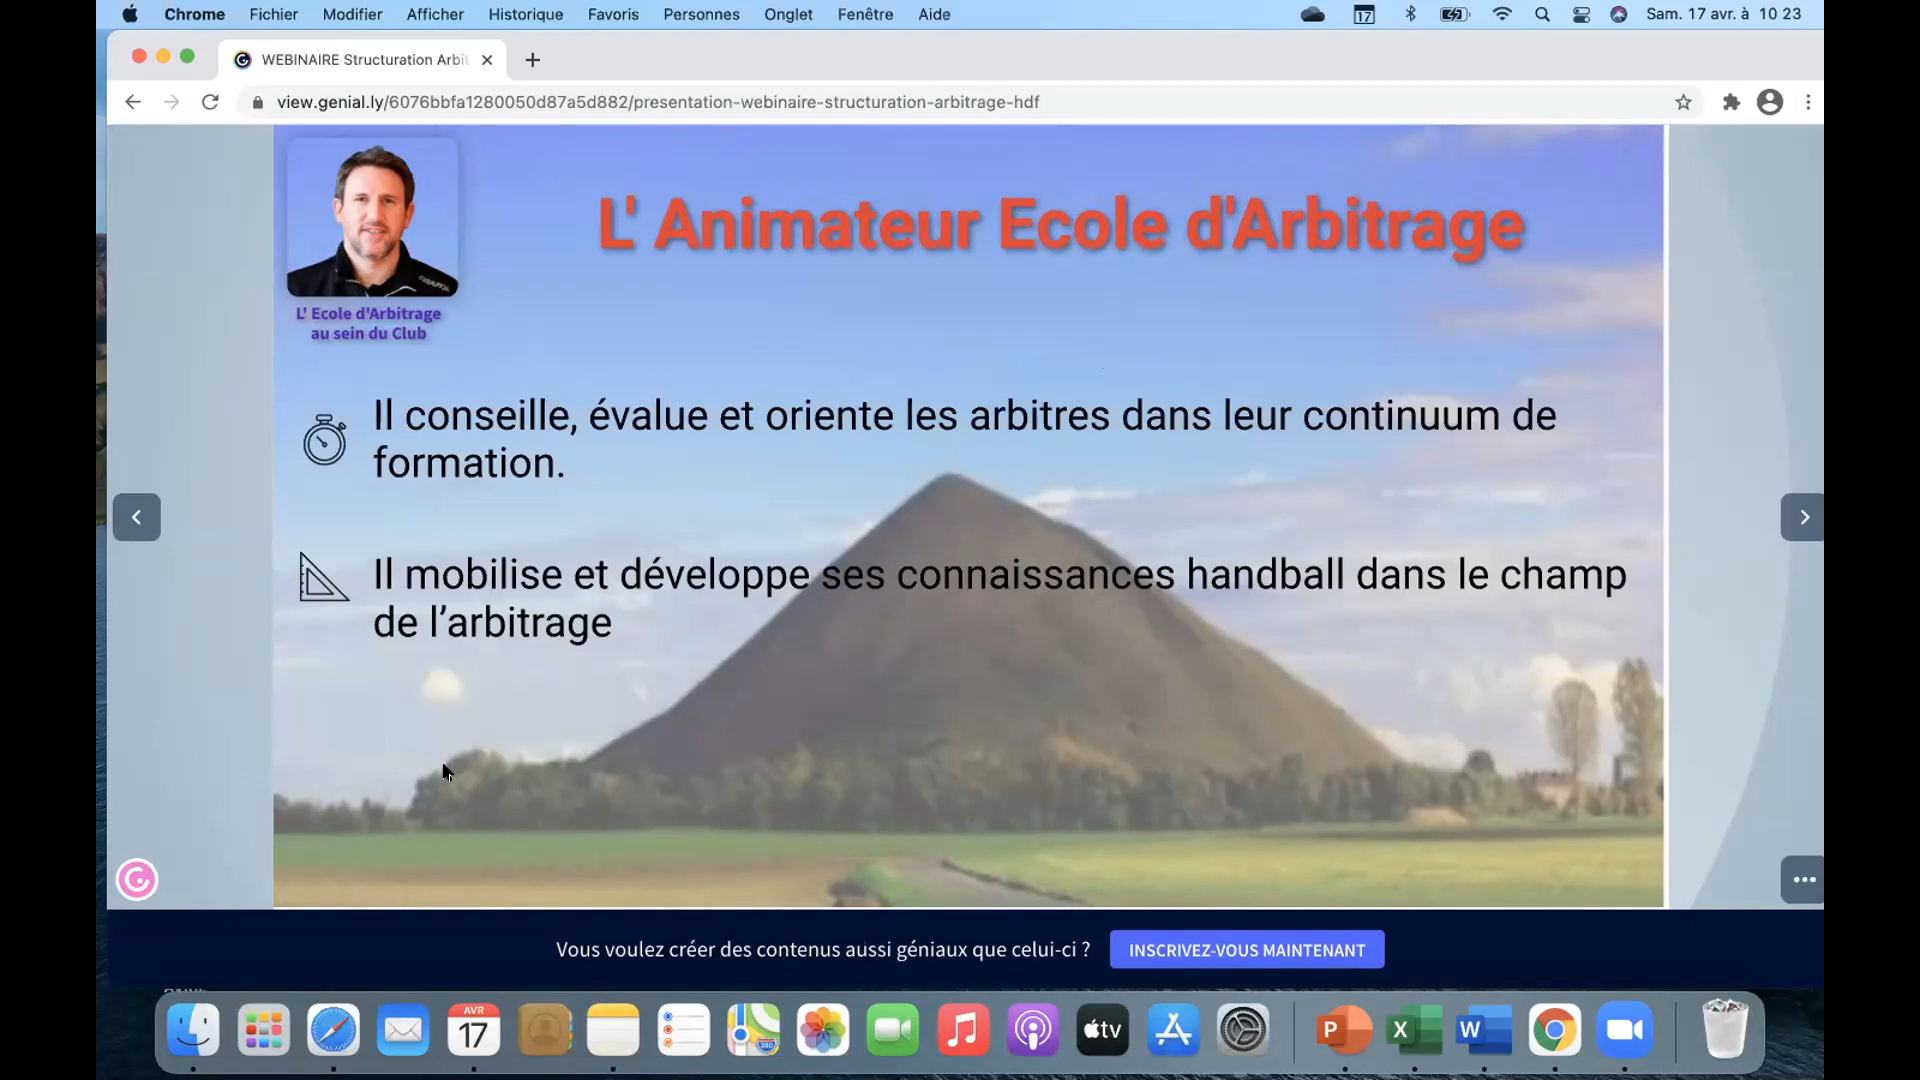 Chrome Fichier Modifier Afficher Historique Favoris Personnes Onglet Fenêtre Aide 17 Sam. 17 avr. à 10 23
WEBINAIRE Structuration Arbit
view.genial.ly/6076bbfa1280050d87a5d882/presentation-webinaire-structuration-arbitrage-hdf
L' Animateur Ecole d'Arbitrage
L' Ecole d'Arbitrage
au sein du Club
Il conseille, évalue et oriente les arbitres dans leur continuum de
formation.
Il mobilise et développe ses connaissances handball dans le champ
de l’arbitrage
Vous voulez créer des contenus aussi géniaux que celui-ci ? INSCRIVEZ-VOUS MAINTENANT
AVR
17
280
tv
P X W